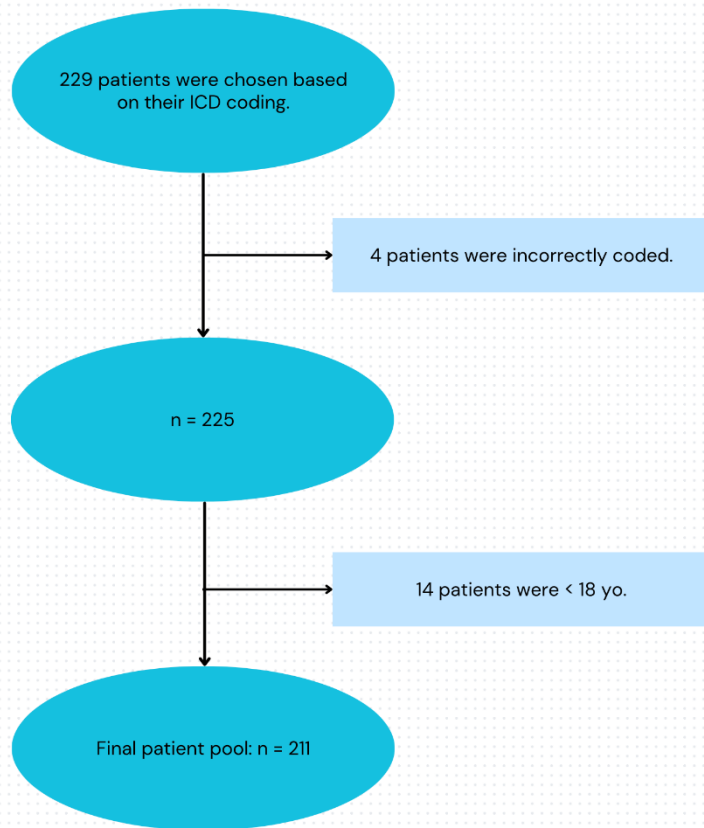 229 patients were chosen based
on their ICD coding.
4 patients were incorrectly coded.
n = 225
14 patients were < 18 yo.
Final patient pool: n = 211